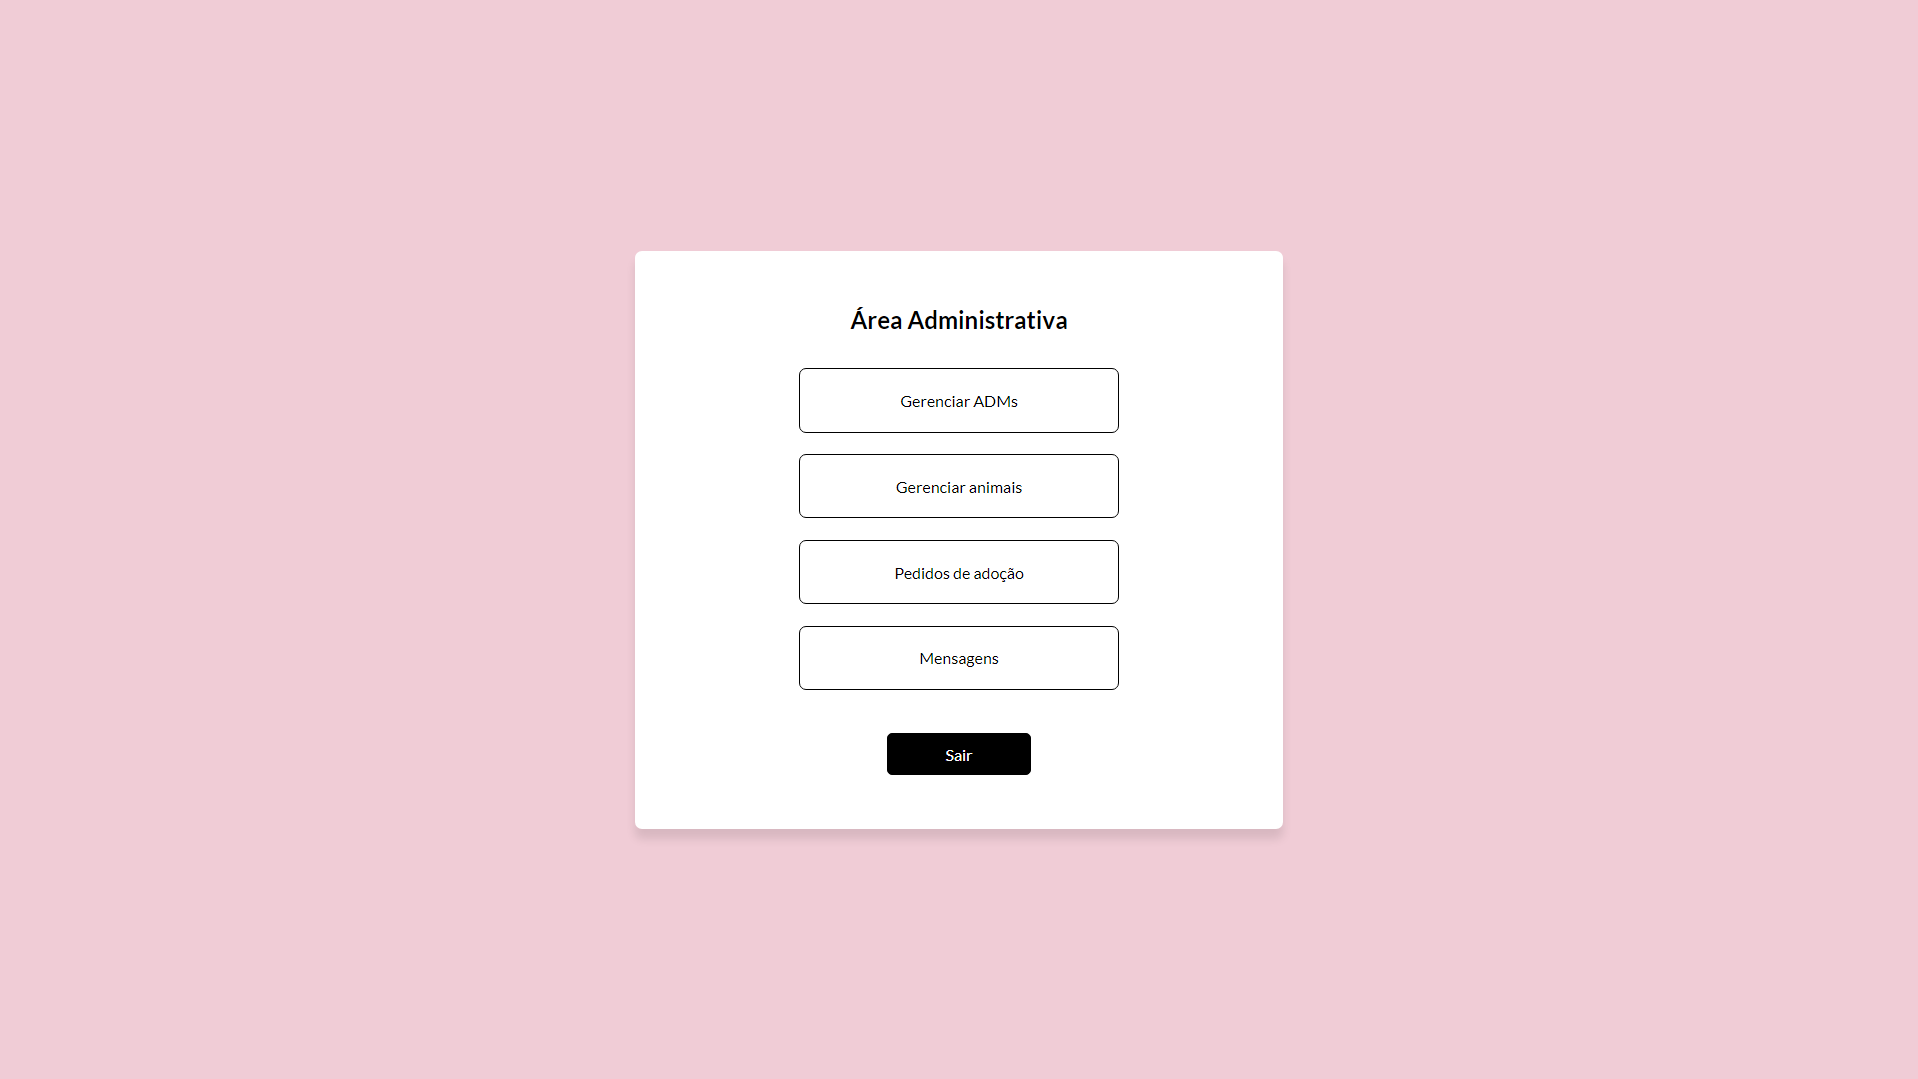 Área Administrativa
Gerenciar ADMs
Gerenciar animais
Pedidos de adoção
Mensagens
Sair